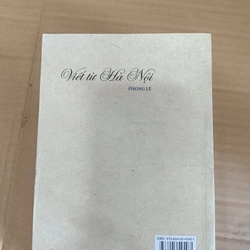 Viết từ Hà Nội
PHONG LÊ